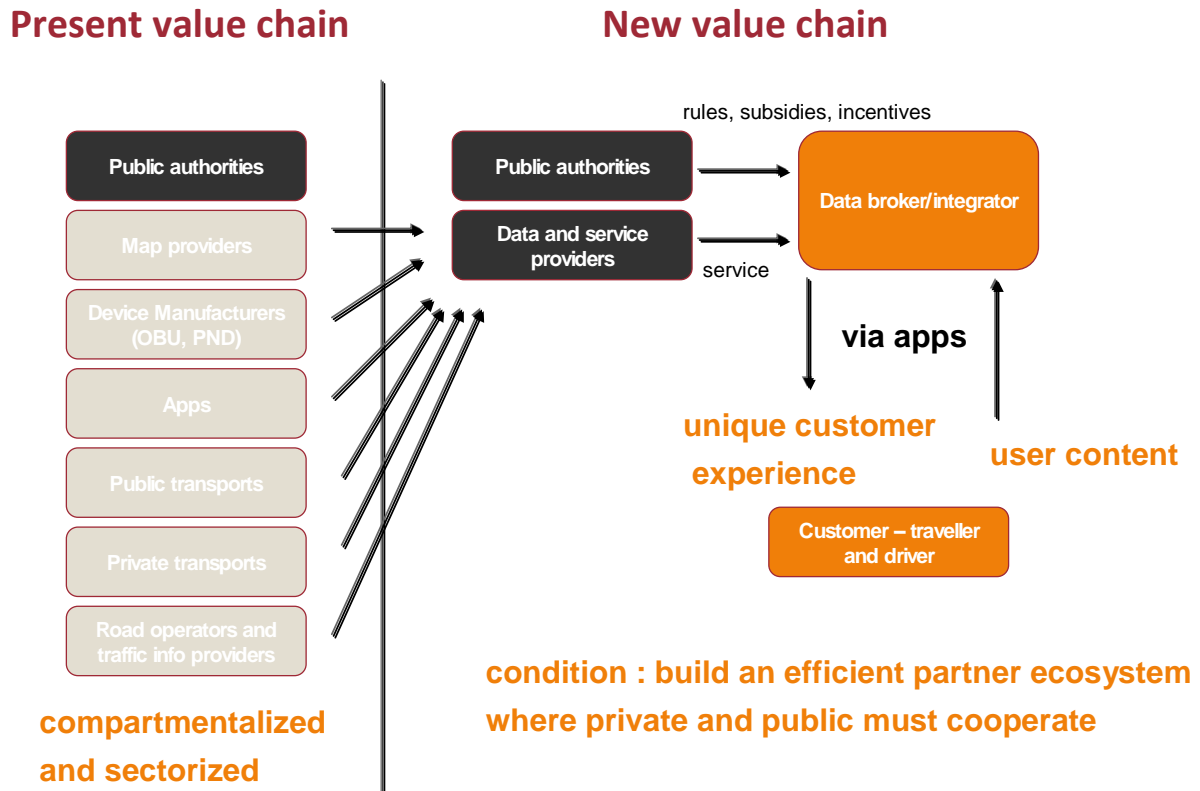 Present value chain
New value chain
Public authorities
Map providers
Device Manufacturers
(OBU, PND)
Apps
Public transports
Private transports
Road operators and
traffic info providers
compartmentalized
and sectorized
rules, subsidies, incentives
Public authorities
Data and service
providers
service
Data broker/integrator
via apps
unique customer
experience
user content
Customer – traveller
and driver
condition : build an efficient partner ecosystem
where private and public must cooperate